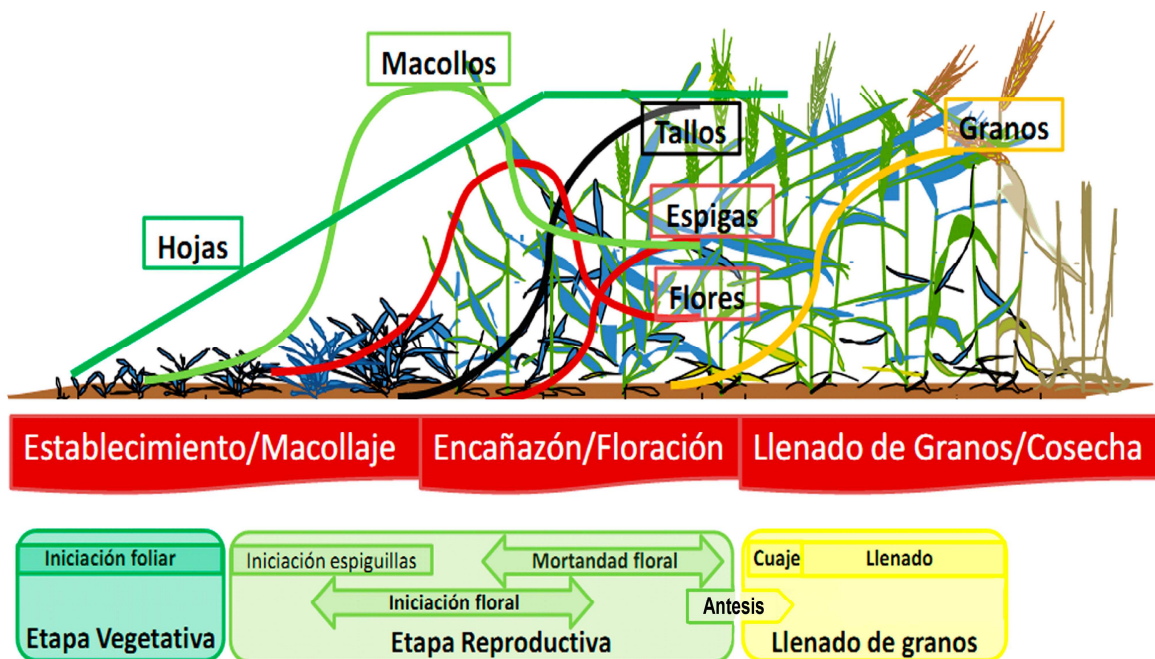 Macollos
Tallos
Granos
Espigas
Hojas
Flores
Establecimiento/Macollaje
Encañazón/Floración
Llenado de Granos/Cosecha
Iniciación foliar
Iniciación espiguillas
Mortandad floral
Cuaje
Llenado
Iniciación floral
Antesis
Etapa Vegetativa
Etapa Reproductiva
Llenado de granos